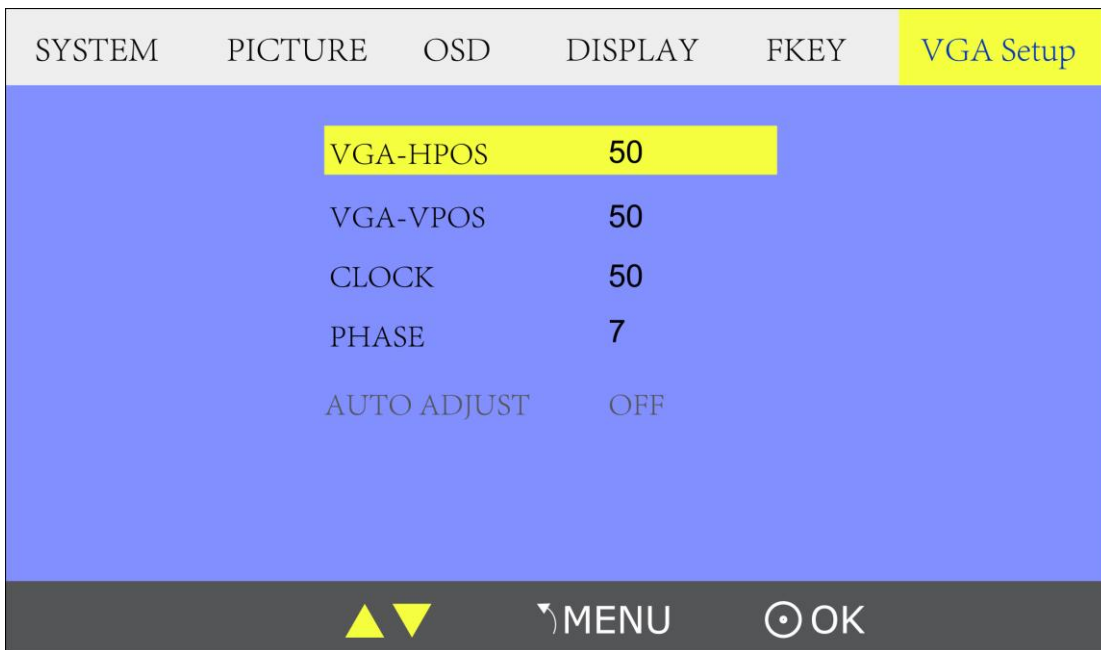 SYSTEM PICTURE OSD DISPLAY FKEY VGA Setup
VGA-HPOS 50
VGA-VPOS 50
CLOCK 50
PHASE 7
AUTO ADJUST OFF
MENU OK